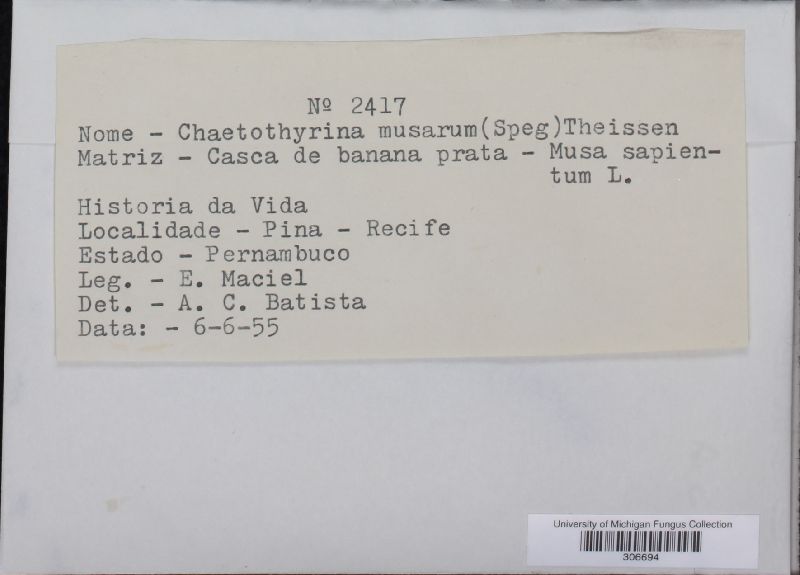 Nº 2417
Nome - Chaetothyrina musarum(Speg)Theissen
Matriz - Casca de banana prata - Musa sapien-
tum L.
Historia da Vida
Localidade - Pina - Recife
Estado - Pernambuco
Leg. - E. Maciel
Det. - A. C. Batista
Data: - 6-6-55
University of Michigan Fungus Collection
306694